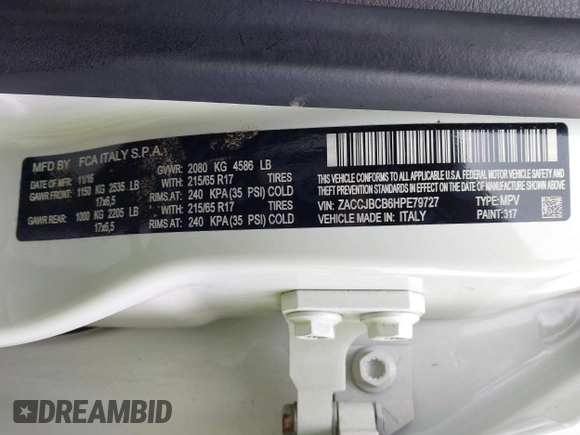 MFD BY FCA ITALY S.P.A.
DATE OF MFD: 11/16 GVWR: 2080 KG 4586 LB
GAWR FRONT: 1150 KG 2535 LB WITH: 215/65 R17 TIRES
17x6,5 RIMS AT: 240 KPA(35 PSI) COLD
GAWR REAR: 1000 KG 2205 LB WITH: 215/65 R17 TIRES
17x6,5 RIMS AT: 240 KPA(35 PSI) COLD
THIS VEHICLE CONFORMS TO ALL APPLICABLE U.S.A. FEDERAL MOTOR VEHICLE SAFETY,
BUMPER, AND THEFT PREVENTION STANDARDS IN EFFECT ON THE DATE OF MANUFACTURE SHOWN ABOVE.
VIN: ZACCJBCB6HPE79727 TYPE: MPV
VEHICLE MADE IN: ITALY PAINT: 317
DREAMBID